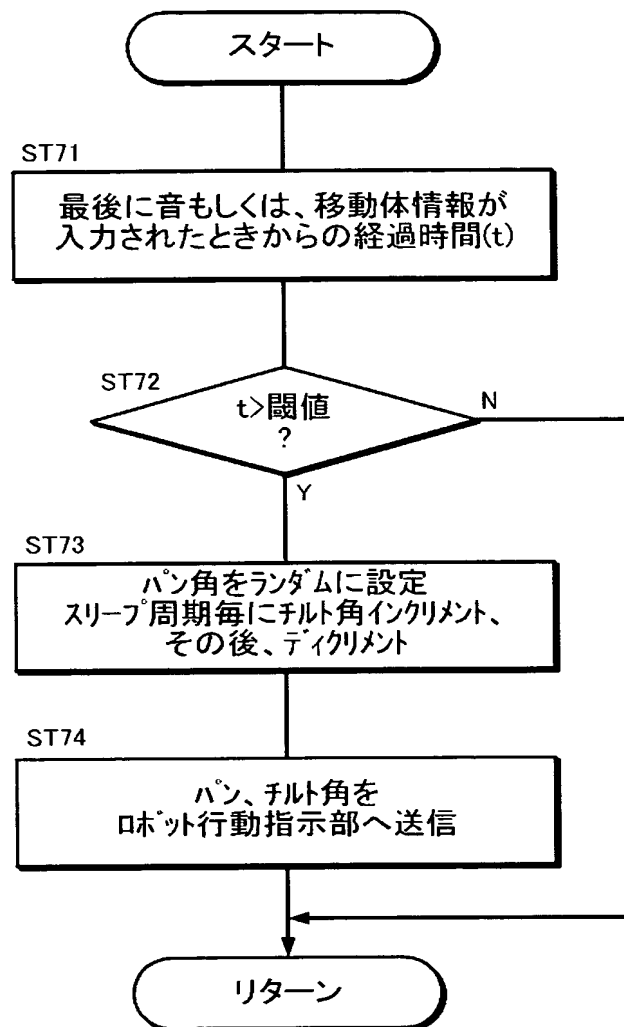 スタート
ST71
最後に音もしくは、移動体情報が
入力されたときからの経過時間(t)
ST72
t>閾値
?
N
Y
ST73
ﾊﾟﾝ角をﾗﾝﾀﾞﾑに設定
ｽﾘｰﾌﾟ周期毎にﾁﾙﾄ角ｲﾝｸﾘﾒﾝﾄ、
その後、ﾃﾞｨｸﾘﾒﾝﾄ
ST74
ﾊﾟﾝ、ﾁﾙﾄ角を
ﾛﾎﾞｯﾄ行動指示部へ送信
リターン